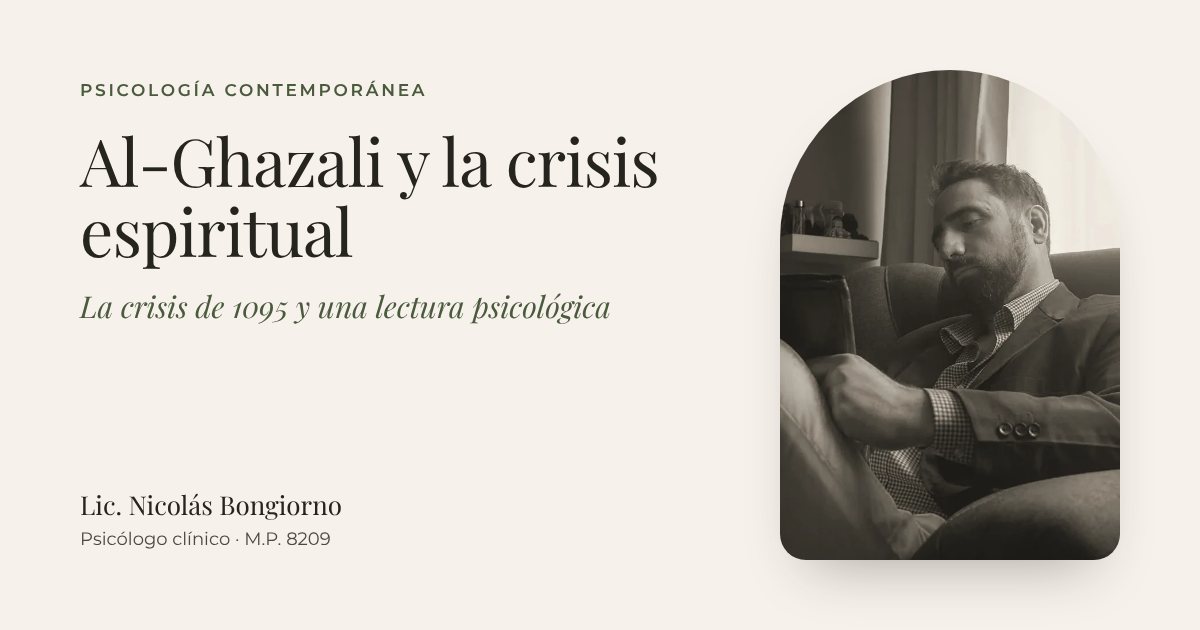 PSICOLOGÍA CONTEMPORÁNEA
Al-Ghazali y la crisis
espiritual
La crisis de 1095 y una lectura psicológica
Lic. Nicolás Bongiorno
Psicólogo clínico · M.P. 8209